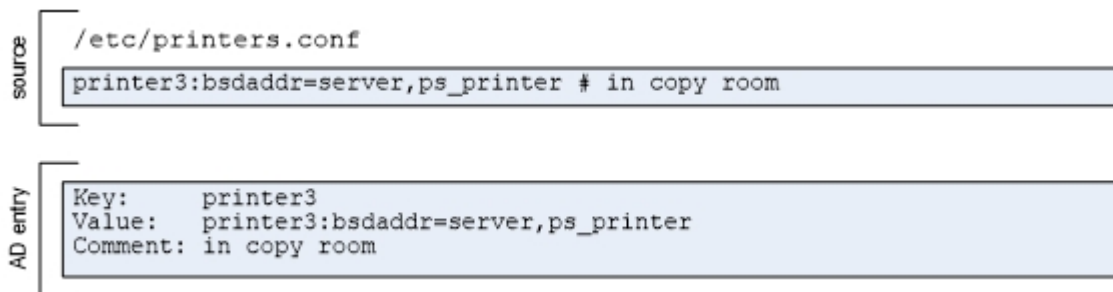 source
/etc/printers.conf
printer3:bsdaddr=server,ps_printer # in copy room
AD entry
Key: printer3
Value: printer3:bsdaddr=server,ps_printer
Comment: in copy room